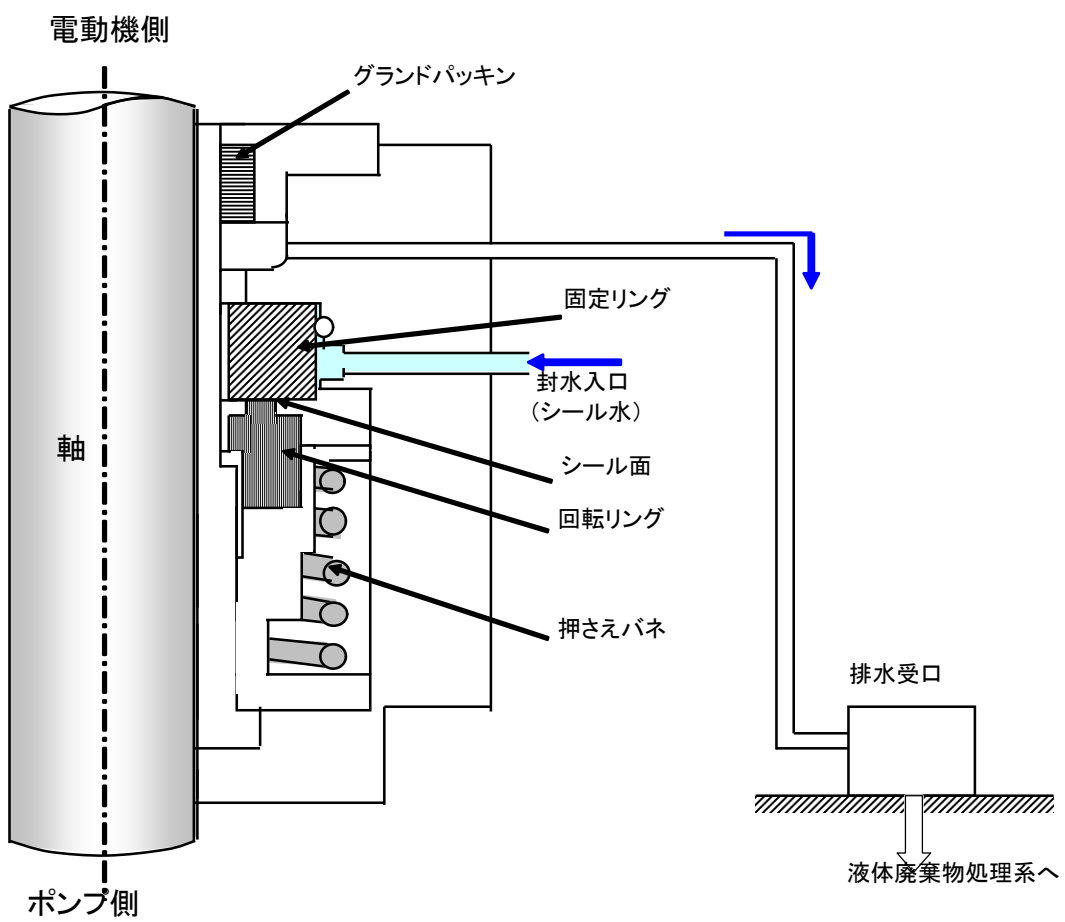 電動機側
グランドパッキン
固定リング
封水入口
（シール水）
軸
シール面
回転リング
押さえバネ
排水受口
液体廃棄物処理系へ
ポンプ側